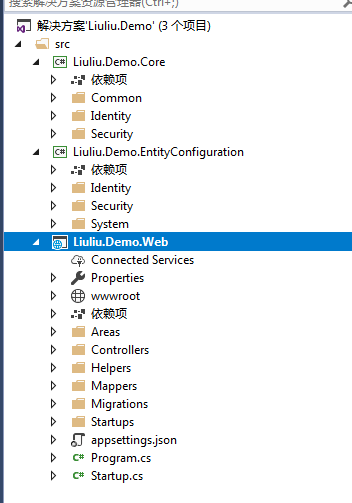 搜索解决方案资源管理器(Ctrl+;)
解决方案'Liuliu.Demo'(3 个项目)
src
Liuliu.Demo.Core
依赖项
Common
Identity
Security
Liuliu.Demo.EntityConfiguration
依赖项
Identity
Security
System
Liuliu.Demo.Web
Connected Services
Properties
wwwroot
依赖项
Areas
Controllers
Helpers
Mappers
Migrations
Startups
appsettings.json
Program.cs
Startup.cs